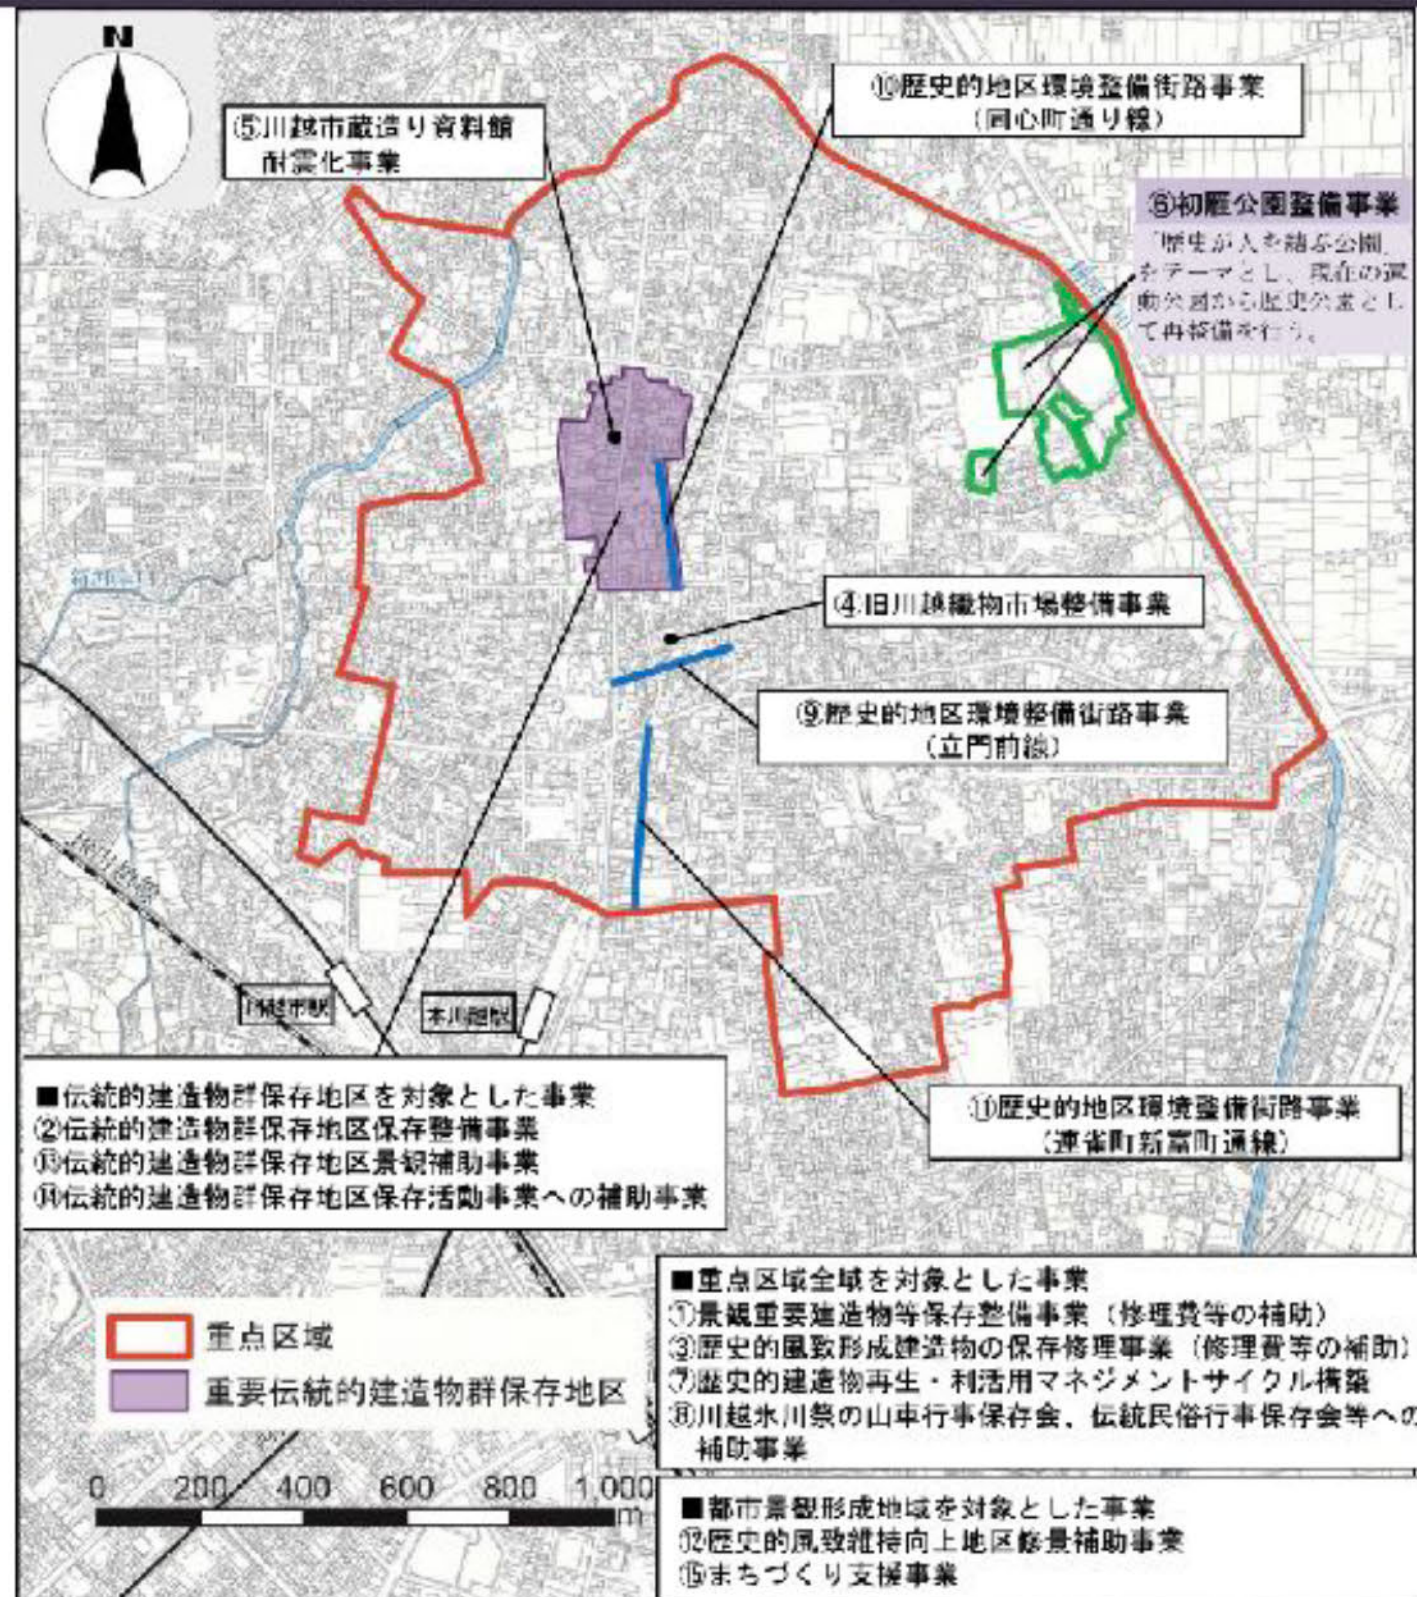 N
⑤川越市蔵造り資料館
耐震化事業
⑩歴史的地区環境整備街路事業
(同心町通り線)
⑥初雁公園整備事業
「歴史が人を結ぶ公園」
をテーマとし、現在の運
動公園から歴史公園とし
て再整備を行う。
④旧川越織物市場整備事業
⑨歴史的地区環境整備街路事業
(立門前線)
川越市駅
本川越駅
■伝統的建造物群保存地区を対象とした事業
②伝統的建造物群保存地区保存整備事業
⑬伝統的建造物群保存地区景観補助事業
⑭伝統的建造物群保存地区保存活動事業への補助事業
⑪歴史的地区環境整備街路事業
(連雀町新富町通線)
■重点区域全域を対象とした事業
①景観重要建造物等保存整備事業(修理費等の補助)
③歴史的風致形成建造物の保存修理事業(修理費等の補助)
⑦歴史的建造物再生・利活用マネジメントサイクル構築
⑧川越氷川祭の山車行事保存会、伝統民俗行事保存会等への
補助事業
重点区域
重要伝統的建造物群保存地区
0 200 400 600 800 1,000
m
■都市景観形成地域を対象とした事業
⑫歴史的風致維持向上地区修景補助事業
⑮まちづくり支援事業